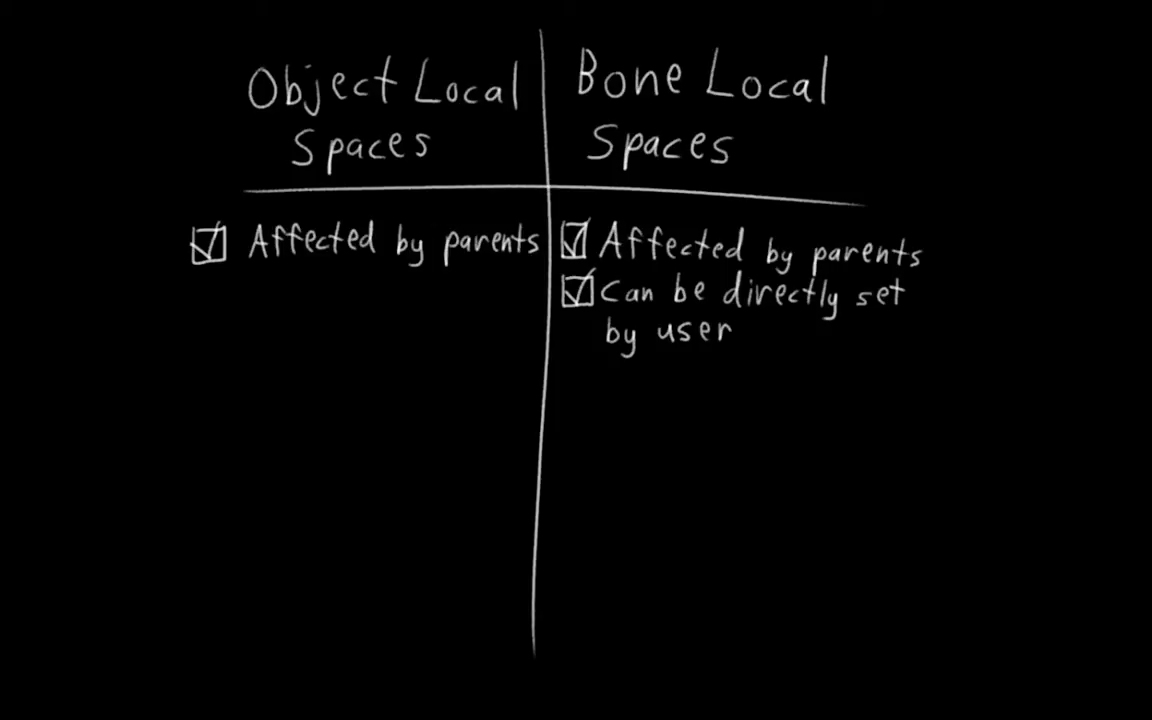 Object Local
Spaces
Affected by parents
Bone Local
Spaces
Affected by parents
Can be directly set
by user